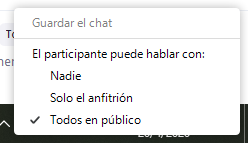 Guardar el chat
El participante puede hablar con:
Nadie
Solo el anfitrión
Todos en público